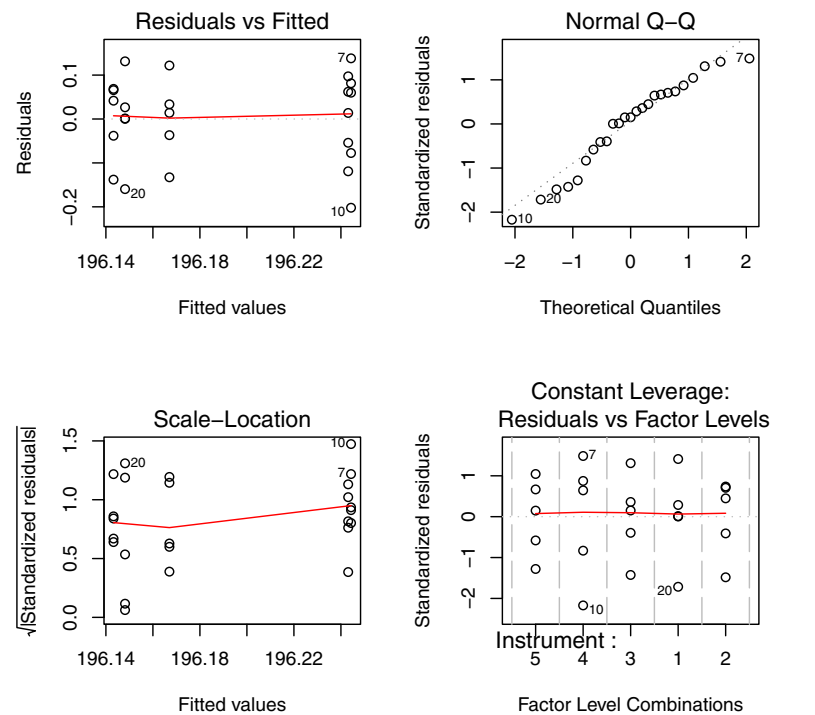 Residuals vs Fitted
Residuals
0.1
0.0
−0.2
7
20
10
196.14 196.18 196.22
Fitted values
Normal Q−Q
Standardized residuals
1
0
−1
−2
7
20
10
−2 −1 0 1 2
Theoretical Quantiles
Scale−Location
√|Standardized residuals|
1.5
1.0
0.5
0.0
10
20
7
196.14 196.18 196.22
Fitted values
Constant Leverage:
Residuals vs Factor Levels
Standardized residuals
1
0
−1
−2
7
20
10
Instrument :
5 4 3 1 2
Factor Level Combinations